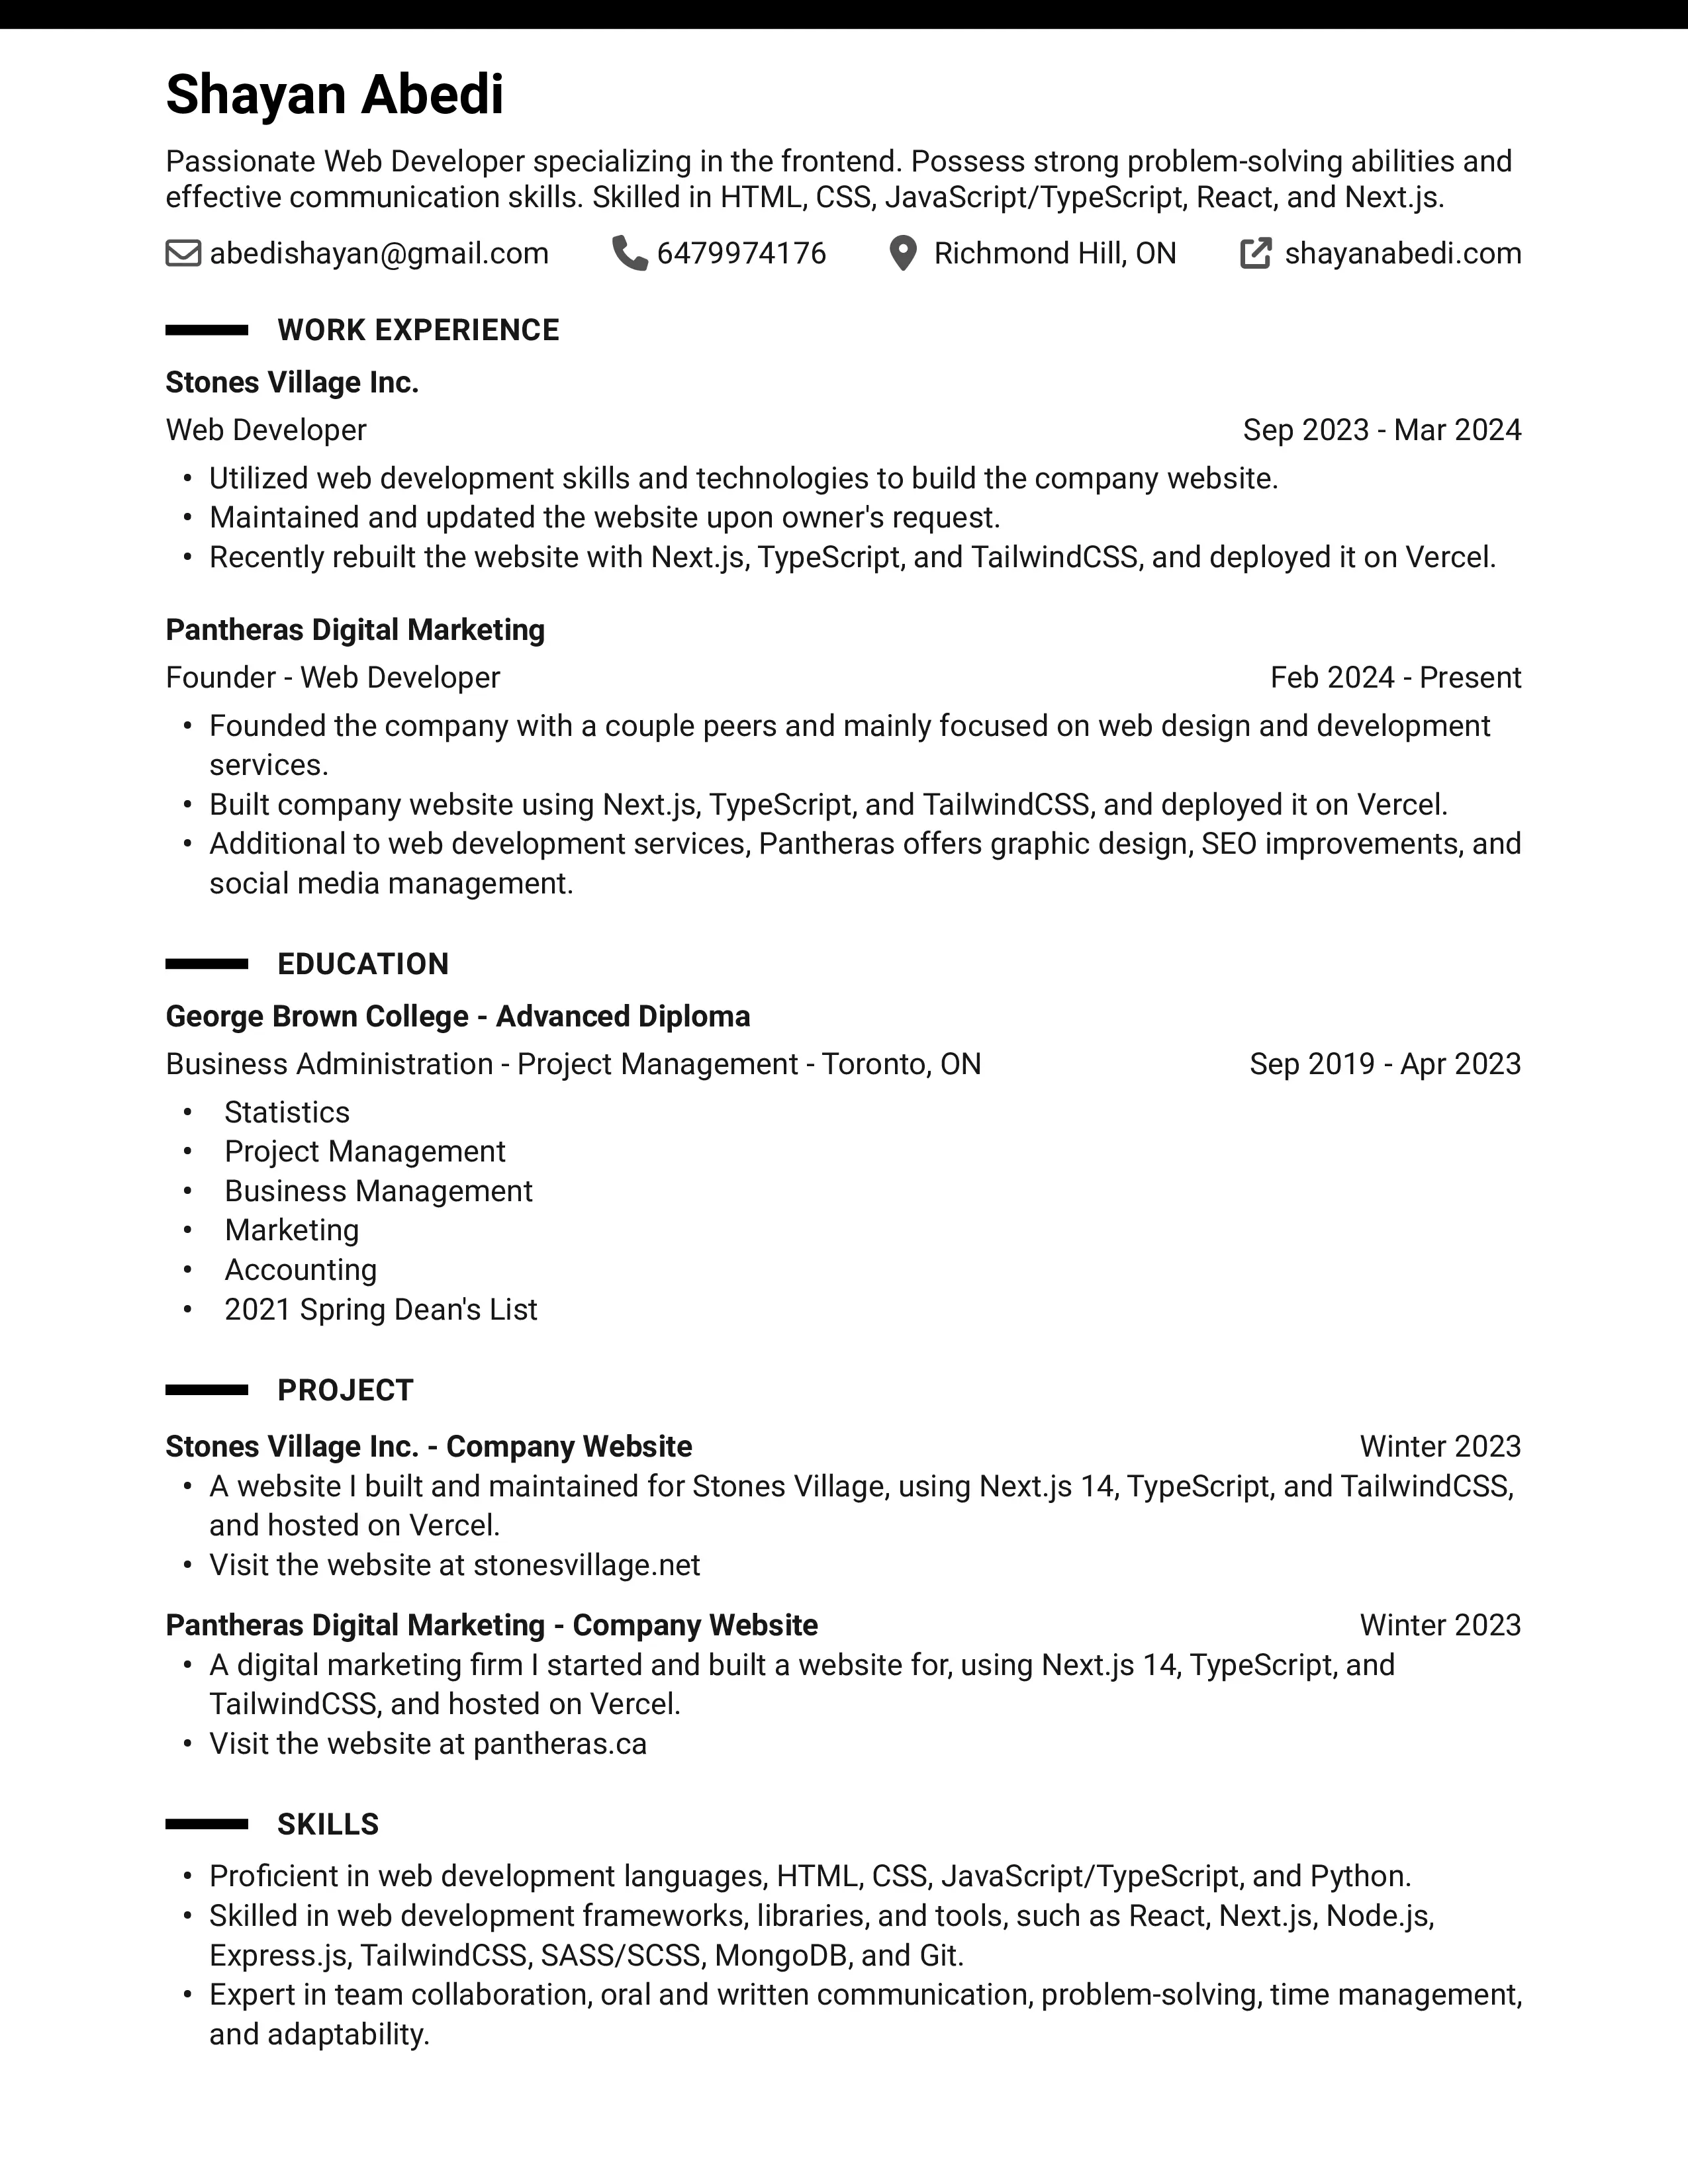 Shayan Abedi
Passionate Web Developer specializing in the frontend. Possess strong problem-solving abilities and
effective communication skills. Skilled in HTML, CSS, JavaScript/TypeScript, React, and Next.js.
abedishayan@gmail.com 6479974176 Richmond Hill, ON shayanabedi.com
WORK EXPERIENCE
Stones Village Inc.
Web Developer Sep 2023 - Mar 2024
• Utilized web development skills and technologies to build the company website.
• Maintained and updated the website upon owner's request.
• Recently rebuilt the website with Next.js, TypeScript, and TailwindCSS, and deployed it on Vercel.
Pantheras Digital Marketing
Founder - Web Developer Feb 2024 - Present
• Founded the company with a couple peers and mainly focused on web design and development
services.
• Built company website using Next.js, TypeScript, and TailwindCSS, and deployed it on Vercel.
• Additional to web development services, Pantheras offers graphic design, SEO improvements, and
social media management.
EDUCATION
George Brown College - Advanced Diploma
Business Administration - Project Management - Toronto, ON Sep 2019 - Apr 2023
• Statistics
• Project Management
• Business Management
• Marketing
• Accounting
• 2021 Spring Dean's List
PROJECT
Stones Village Inc. - Company Website Winter 2023
• A website I built and maintained for Stones Village, using Next.js 14, TypeScript, and TailwindCSS,
and hosted on Vercel.
• Visit the website at stonesvillage.net
Pantheras Digital Marketing - Company Website Winter 2023
• A digital marketing firm I started and built a website for, using Next.js 14, TypeScript, and
TailwindCSS, and hosted on Vercel.
• Visit the website at pantheras.ca
SKILLS
• Proficient in web development languages, HTML, CSS, JavaScript/TypeScript, and Python.
• Skilled in web development frameworks, libraries, and tools, such as React, Next.js, Node.js,
Express.js, TailwindCSS, SASS/SCSS, MongoDB, and Git.
• Expert in team collaboration, oral and written communication, problem-solving, time management,
and adaptability.